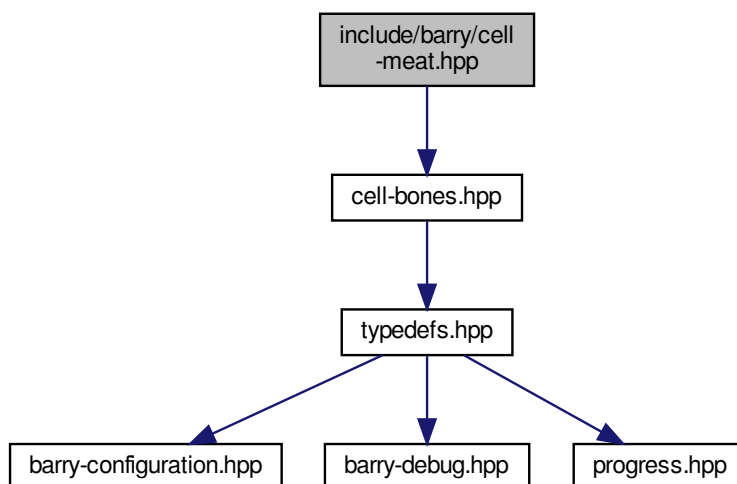 include/barry/cell
-meat.hpp
cell-bones.hpp
typedefs.hpp
barry-configuration.hpp
barry-debug.hpp
progress.hpp